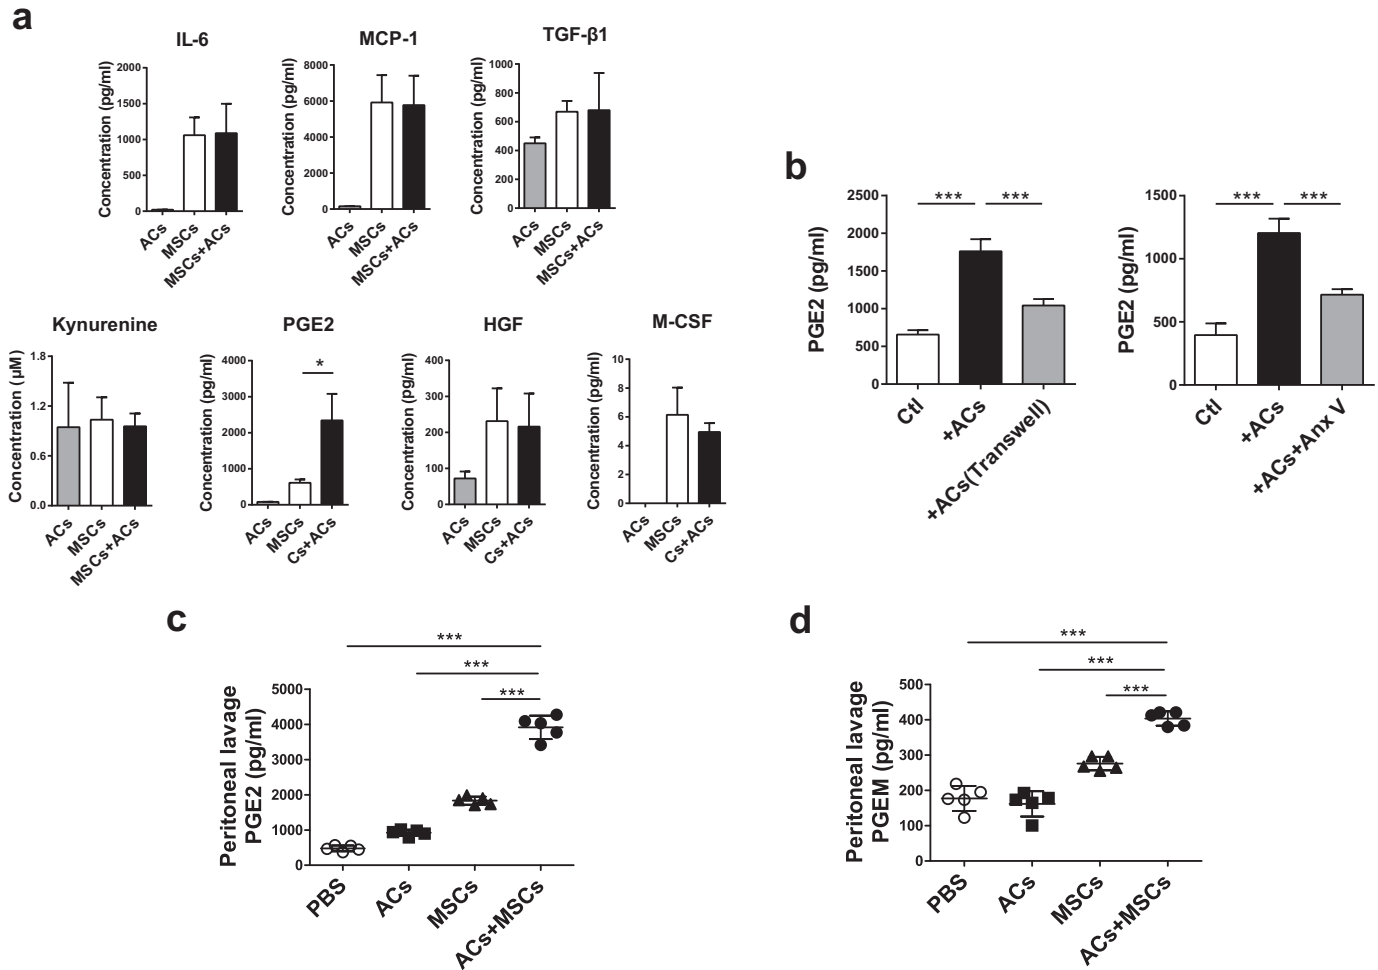 a
IL-6
Concentration (pg/ml)
2000
1500
1000
500
0
ACs
MSCs
MSCs+ACs
MCP-1
Concentration (pg/ml)
8000
6000
4000
2000
0
ACs
MSCs
MSCs+ACs
TGF-β1
Concentration (pg/ml)
1000
800
600
400
200
0
ACs
MSCs
MSCs+ACs
Kynurenine
Concentration (μM)
1.8
1.2
0.6
0.0
ACs
MSCs
MSCs+ACs
PGE2
Concentration (pg/ml)
4000
3000
2000
1000
0
*
ACs
MSCs
Cs+ACs
HGF
Concentration (pg/ml)
400
300
200
100
0
ACs
MSCs
Cs+ACs
M-CSF
Concentration (pg/ml)
10
8
6
4
2
0
ACs
MSCs
Cs+ACs
b
PGE2 (pg/ml)
2500
2000
1500
1000
500
0
*** ***
Ctl
+ACs
+ACs(Transwell)
PGE2 (pg/ml)
1500
1000
500
0
*** ***
Ctl
+ACs
+ACs+Anx V
c
***
***
***
Peritoneal lavage
PGE2 (pg/ml)
5000
4000
3000
2000
1000
0
PBS
ACs
MSCs
ACs+MSCs
d
***
***
***
Peritoneal lavage
PGEM (pg/ml)
500
400
300
200
100
0
PBS
ACs
MSCs
ACs+MSCs